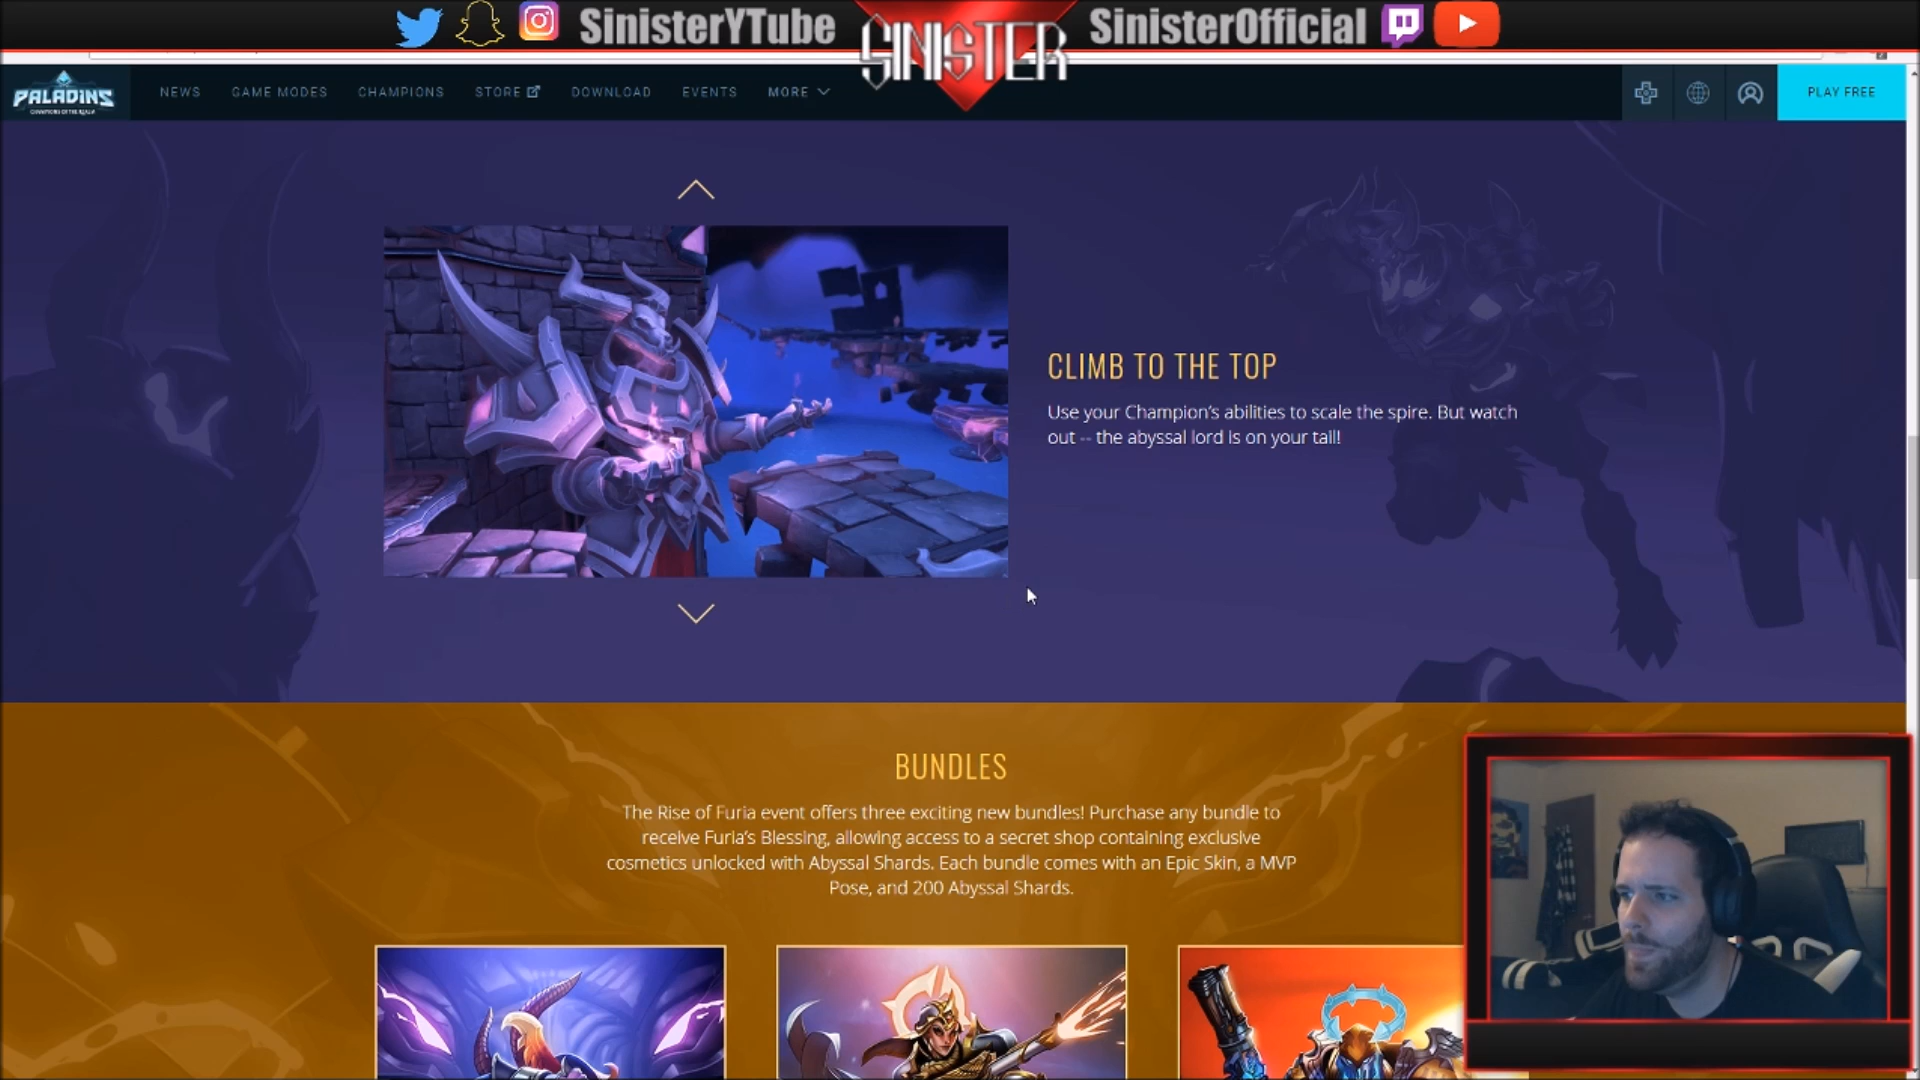 SinisterYTube
SINISTER
SinisterOfficial
PALADINS
CHAMPIONS OF THE REALM
NEWS
GAME MODES
CHAMPIONS
STORE
DOWNLOAD
EVENTS
MORE
PLAY FREE
CLIMB TO THE TOP
Use your Champion's abilities to scale the spire. But watch
out -- the abyssal lord is on your tail!
BUNDLES
The Rise of Furia event offers three exciting new bundles! Purchase any bundle to
receive Furia's Blessing, allowing access to a secret shop containing exclusive
cosmetics unlocked with Abyssal Shards. Each bundle comes with an Epic Skin, a MVP
Pose, and 200 Abyssal Shards.